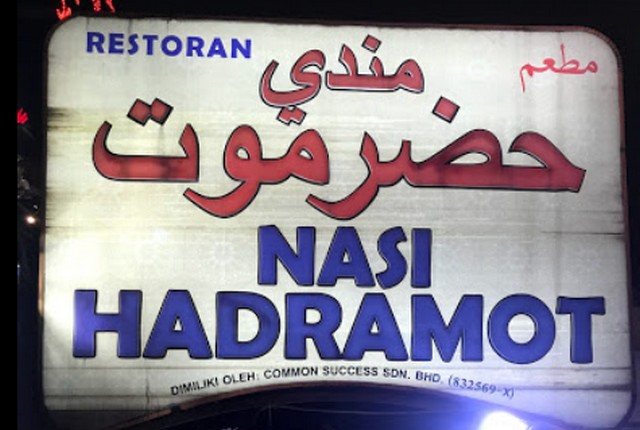 RESTORAN
مطعم
مندي
حضرموت
NASI
HADRAMOT
DIMILIKI OLEH: COMMON SUCCESS SDN. BHD. (832569-X)